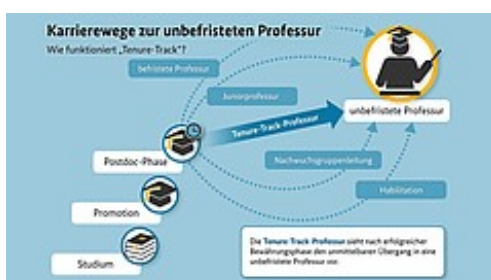 Karrierewege zur unbefristeten Professur
Wie funktioniert „Tenure-Track“?
befristete Professur
Juniorprofessur
Tenure-Track-Professur
unbefristete Professur
Postdoc-Phase
Nachwuchsgruppenleitung
Habilitation
Promotion
Studium
Die Tenure-Track-Professur sieht nach erfolgreicher
Bewährungsphase den unmittelbaren Übergang in eine
unbefristete Professur vor.